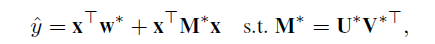 ŷ = x⊤w* + x⊤M*x s.t. M* = U*V*⊤,